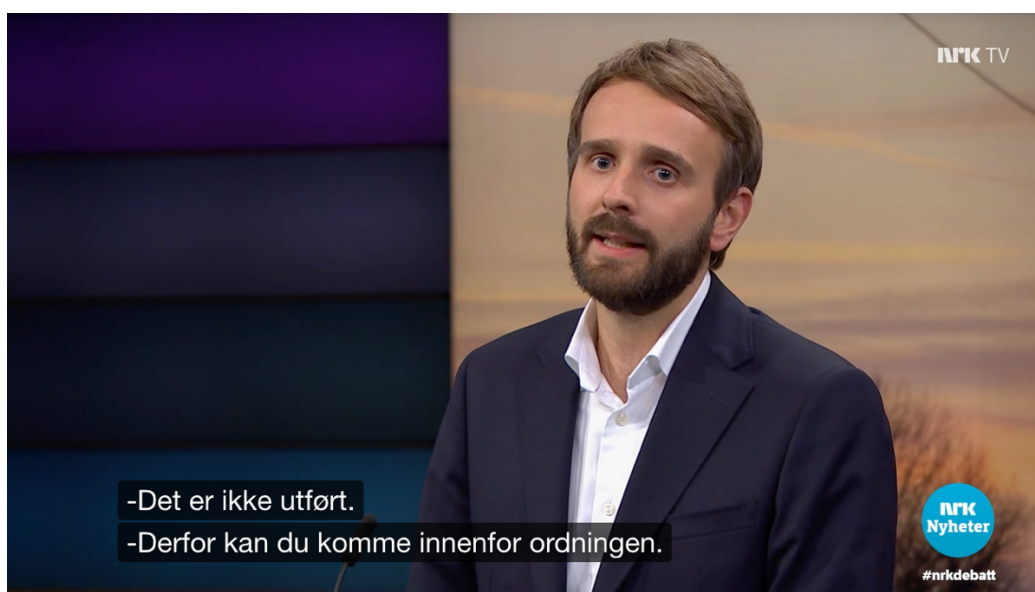 NRK TV
-Det er ikke utført.
-Derfor kan du komme innenfor ordningen.
NRK
Nyheter
#nrkdebatt